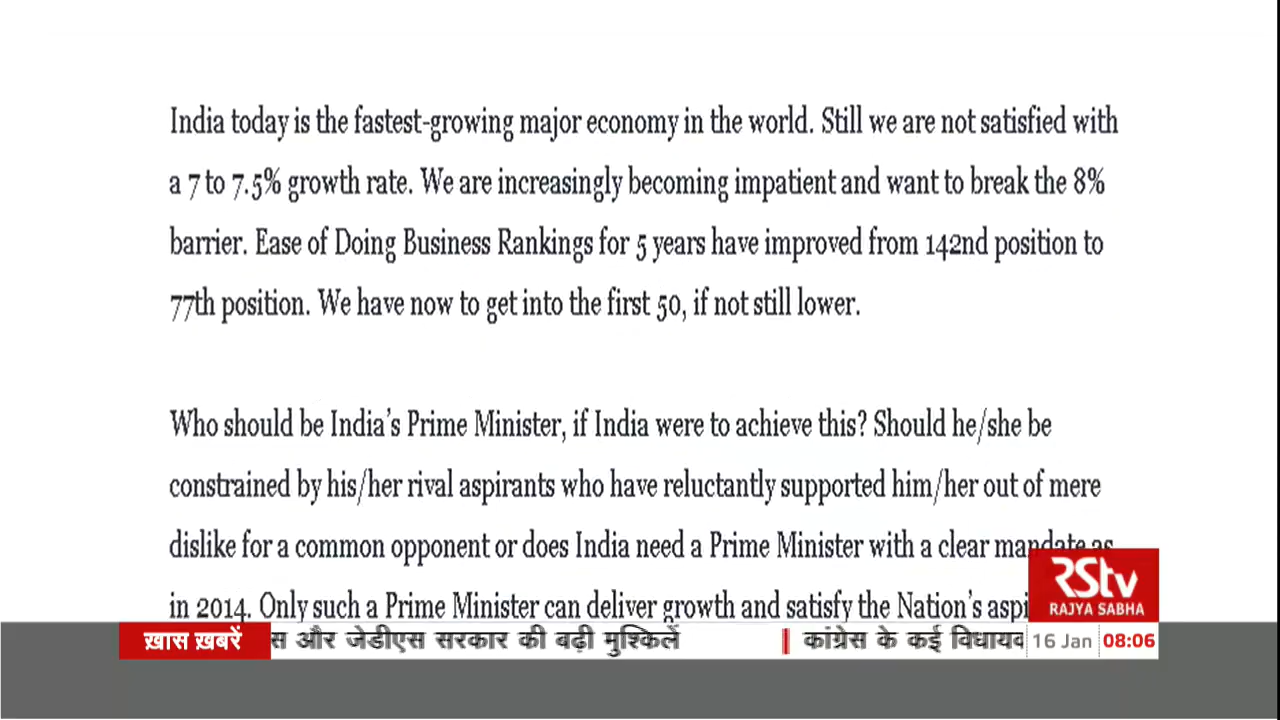 India today is the fastest-growing major economy in the world. Still we are not satisfied with
a 7 to 7.5% growth rate. We are increasingly becoming impatient and want to break the 8%
barrier. Ease of Doing Business Rankings for 5 years have improved from 142nd position to
77th position. We have now to get into the first 50, if not still lower.
Who should be India's Prime Minister, if India were to achieve this? Should he/she be
constrained by his/her rival aspirants who have reluctantly supported him/her out of mere
dislike for a common opponent or does India need a Prime Minister with a clear mandate as
in 2014. Only such a Prime Minister can deliver growth and satisfy the Nation's aspi
RStv
RAJYA SABHA
ख़ास ख़बरें स और जेडीएस सरकार की बढ़ी मुश्किलें | कांग्रेस के कई विधायव 16 Jan 08:06